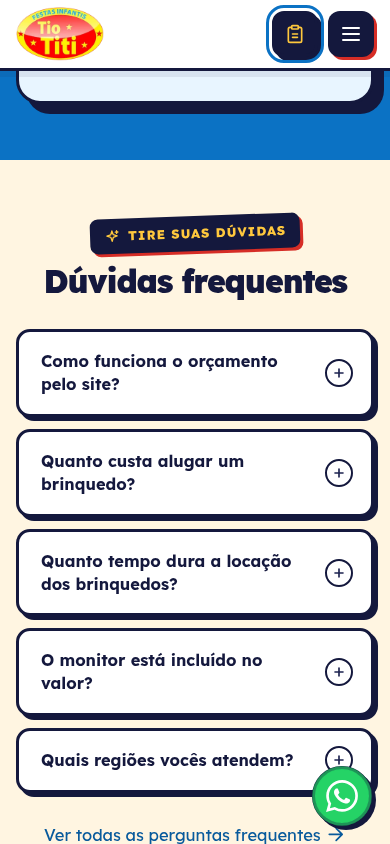 FESTAS INFANTIS
Tio
Titi
TIRE SUAS DÚVIDAS
Dúvidas frequentes
Como funciona o orçamento
pelo site?
Quanto custa alugar um
brinquedo?
Quanto tempo dura a locação
dos brinquedos?
O monitor está incluído no
valor?
Quais regiões vocês atendem?
Ver todas as perguntas frequentes →